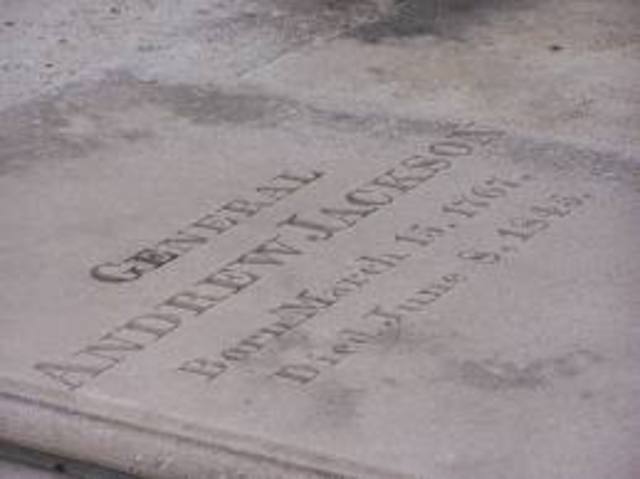 GENERAL
ANDREW JACKSON
Born March 15, 1767.
Died June 8, 1845.